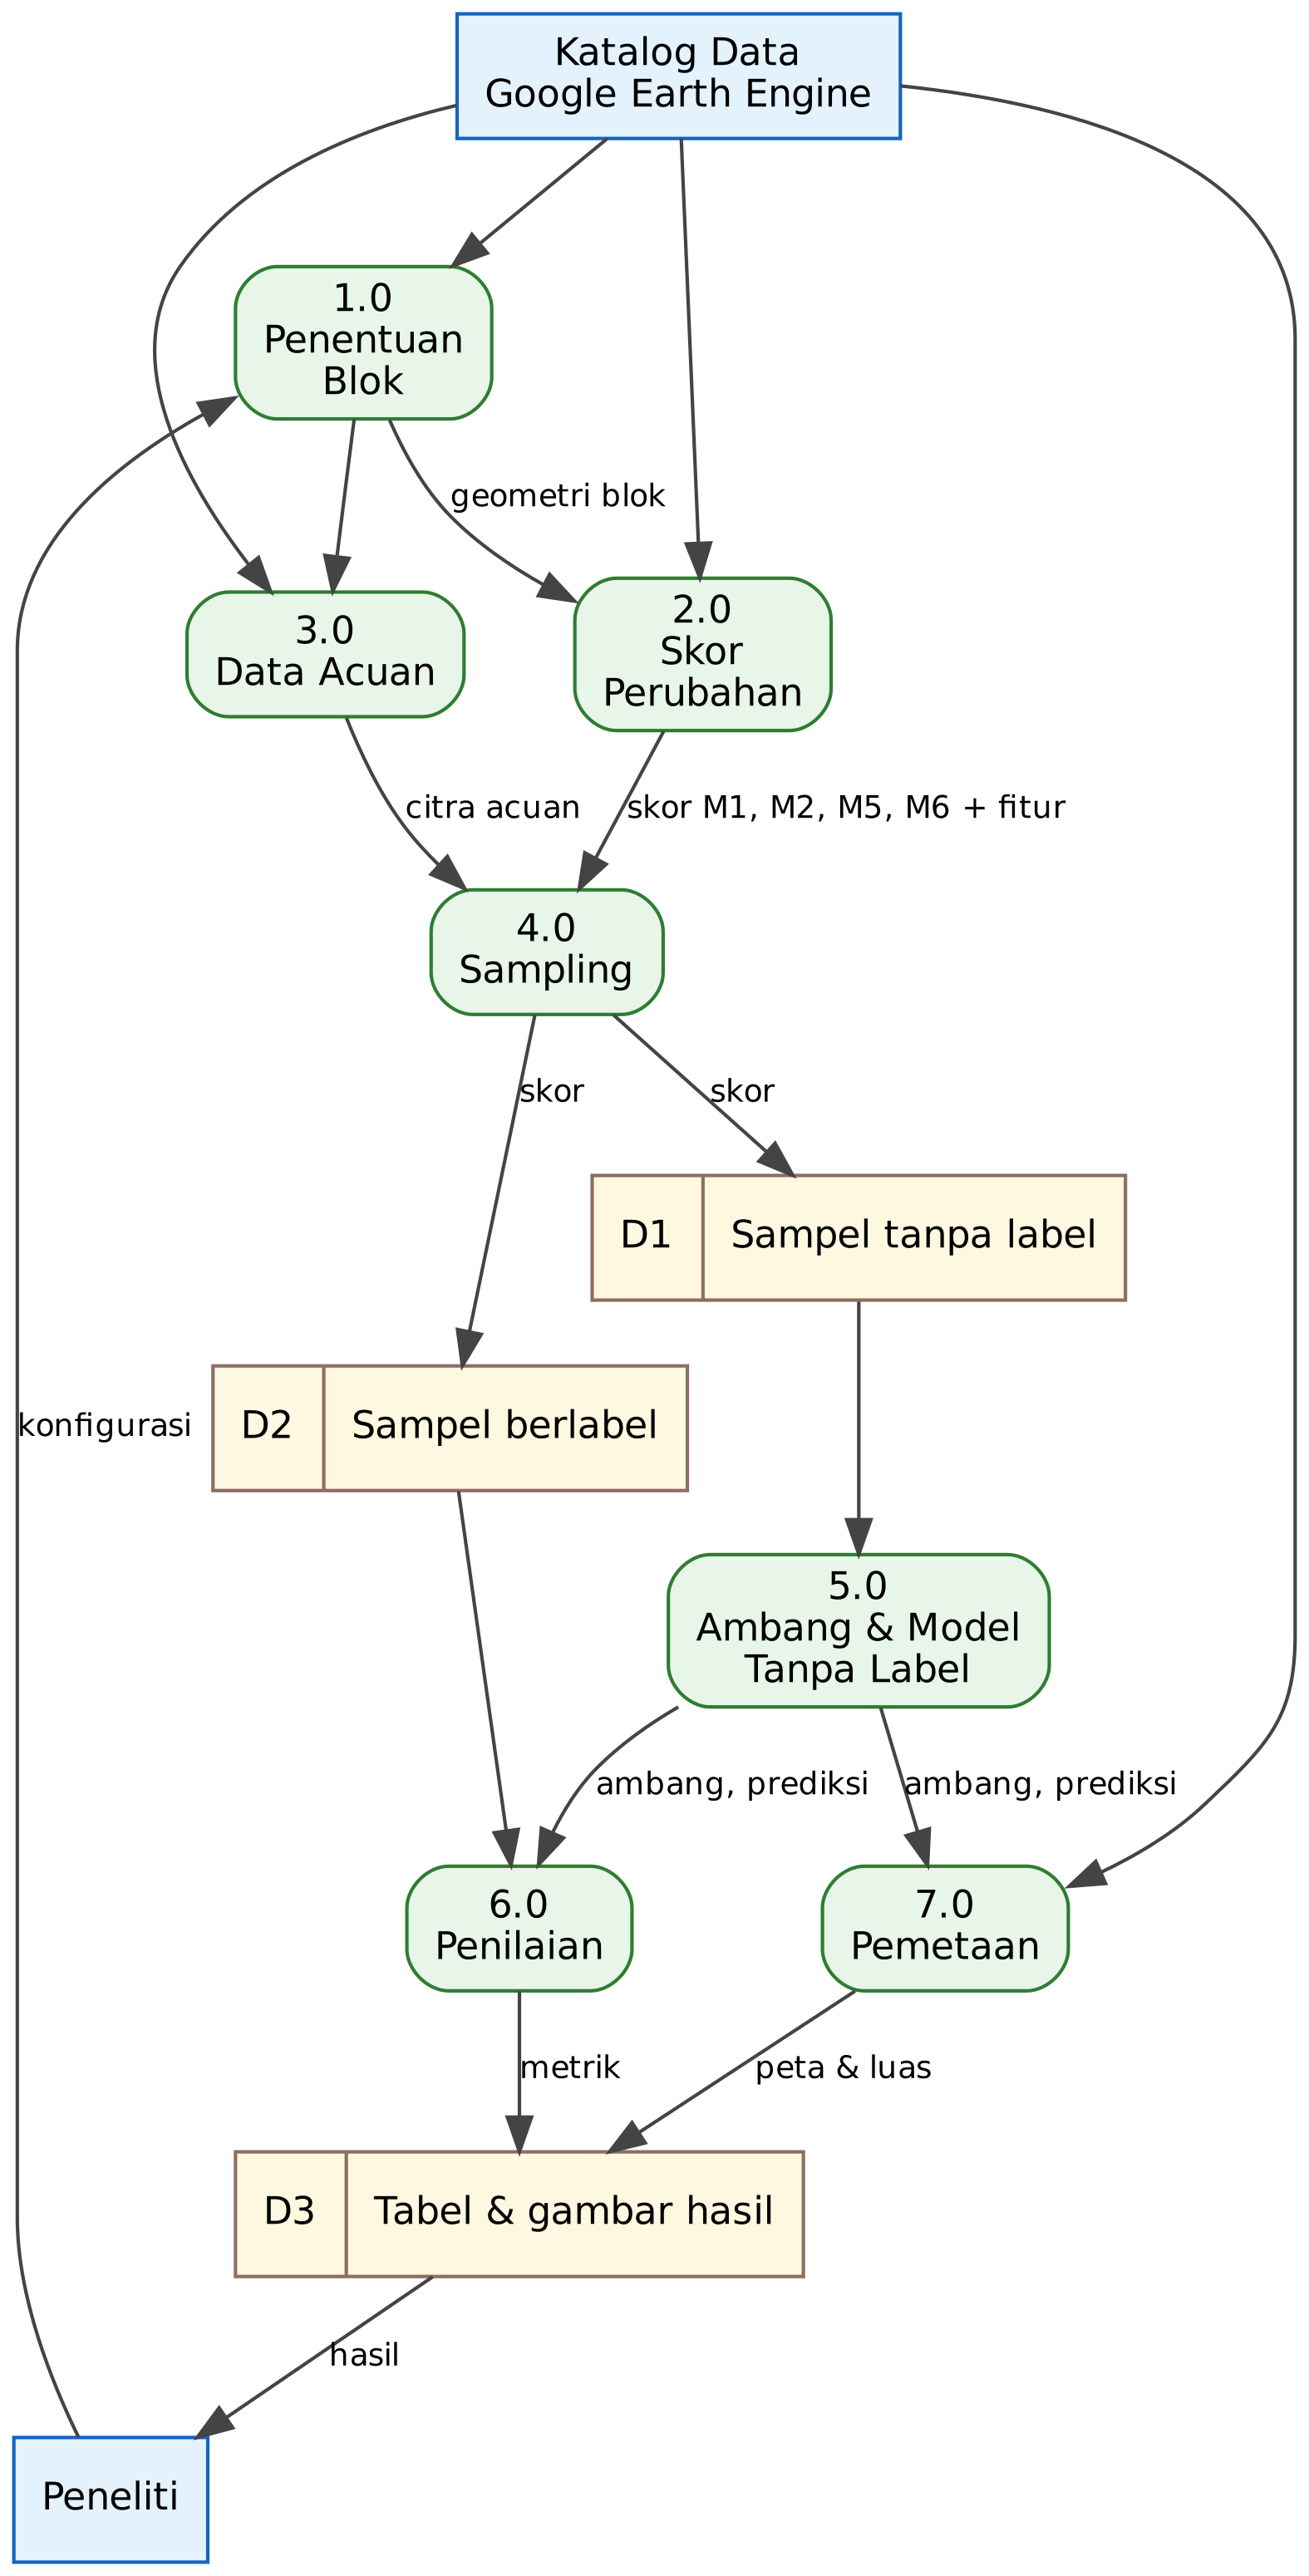 Katalog Data
Google Earth Engine
1.0
Penentuan
Blok
geometri blok
3.0
Data Acuan
2.0
Skor
Perubahan
citra acuan
skor M1, M2, M5, M6 + fitur
4.0
Sampling
skor
skor
D1
Sampel tanpa label
konfigurasi
D2
Sampel berlabel
5.0
Ambang & Model
Tanpa Label
ambang, prediksi
ambang, prediksi
6.0
Penilaian
7.0
Pemetaan
metrik
peta & luas
D3
Tabel & gambar hasil
hasil
Peneliti